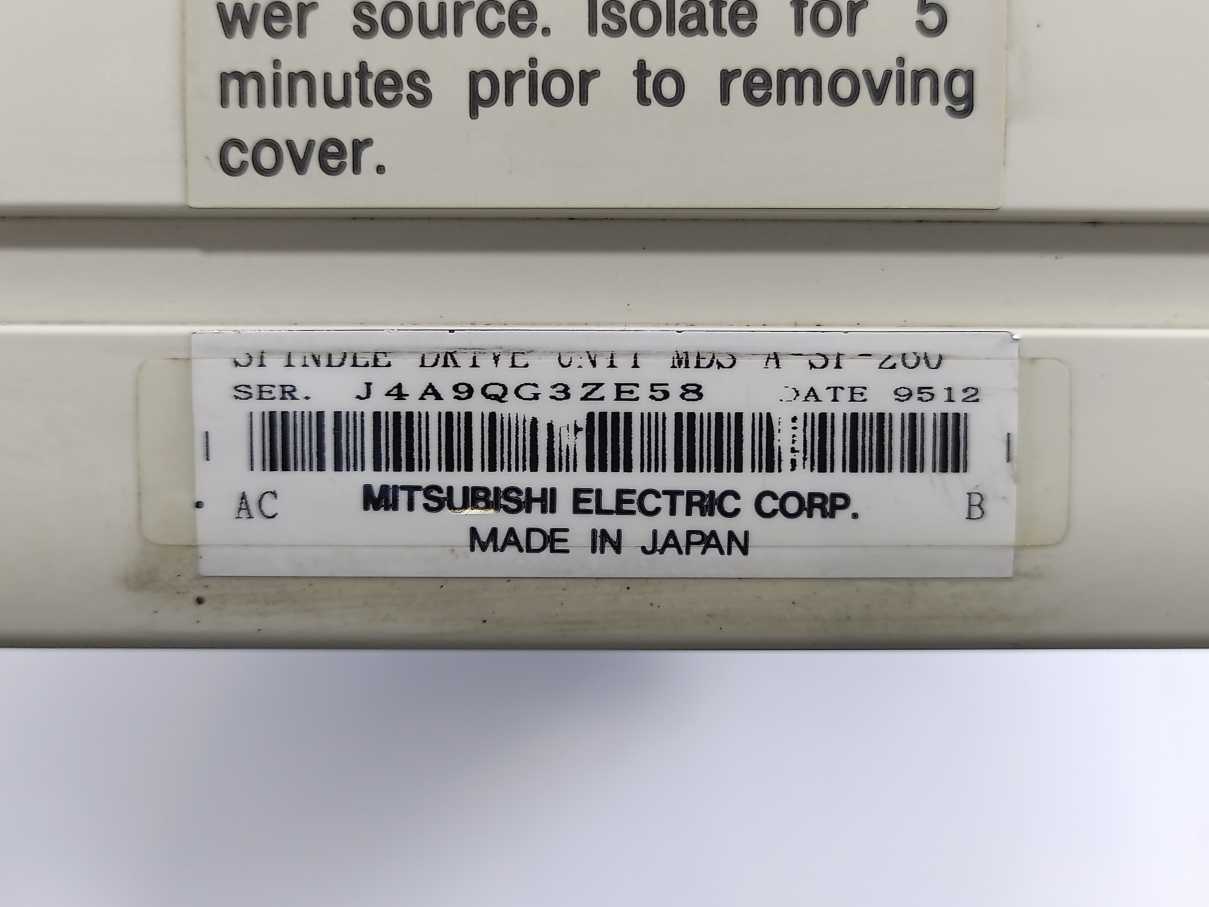 wer source. Isolate for 5
minutes prior to removing
cover.
SPINDLE DRIVE UNIT MDS-A-SP-260
SER. J4A9QG3ZE58 DATE 9512
AC MITSUBISHI ELECTRIC CORP. B
MADE IN JAPAN